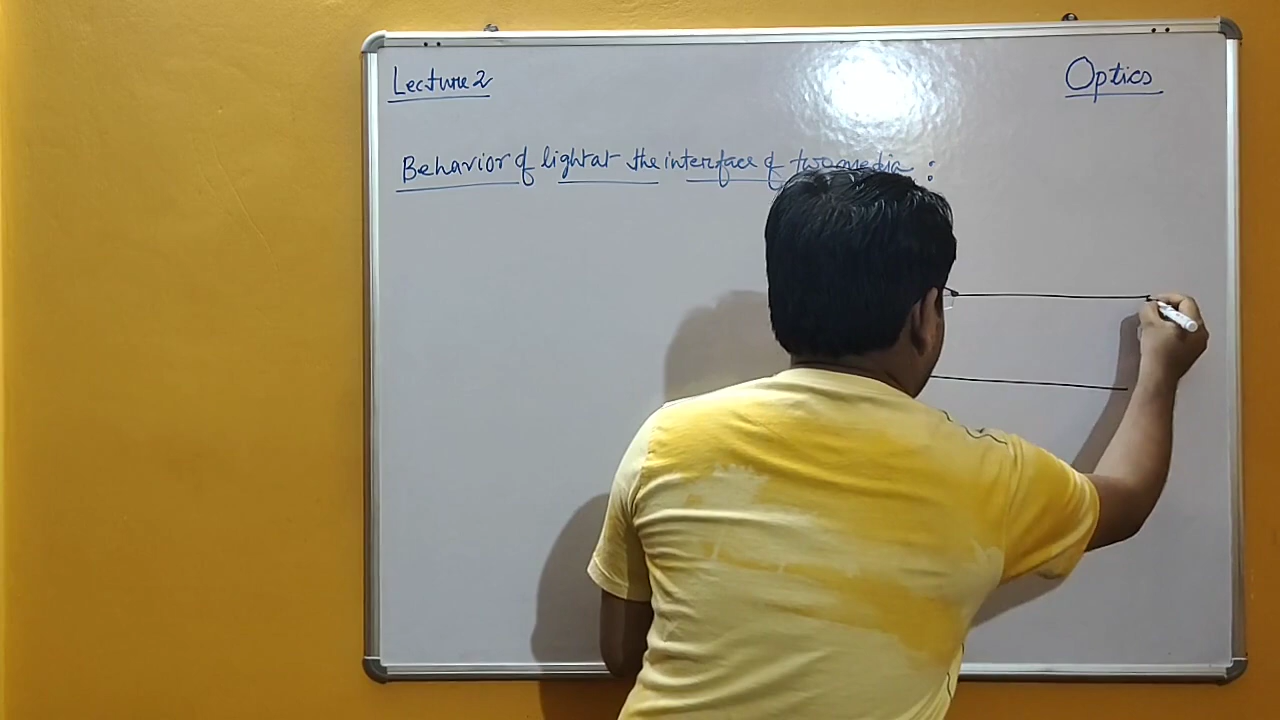 Lecture 2
Optics
Behavior of light at the interface of two media :